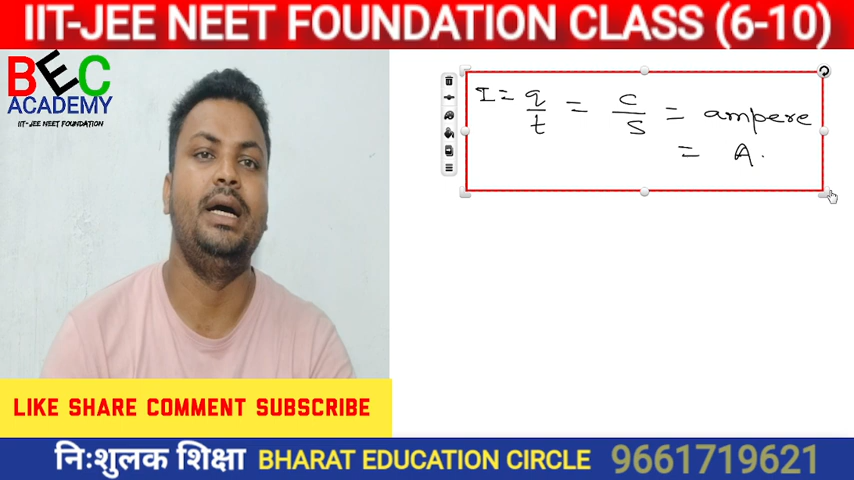 IIT-JEE NEET FOUNDATION CLASS (6-10)
BEC
ACADEMY
IIT-JEE NEET FOUNDATION
I = q/t = c/s = ampere
= A.
LIKE SHARE COMMENT SUBSCRIBE
निःशुलक शिक्षा BHARAT EDUCATION CIRCLE 9661719621